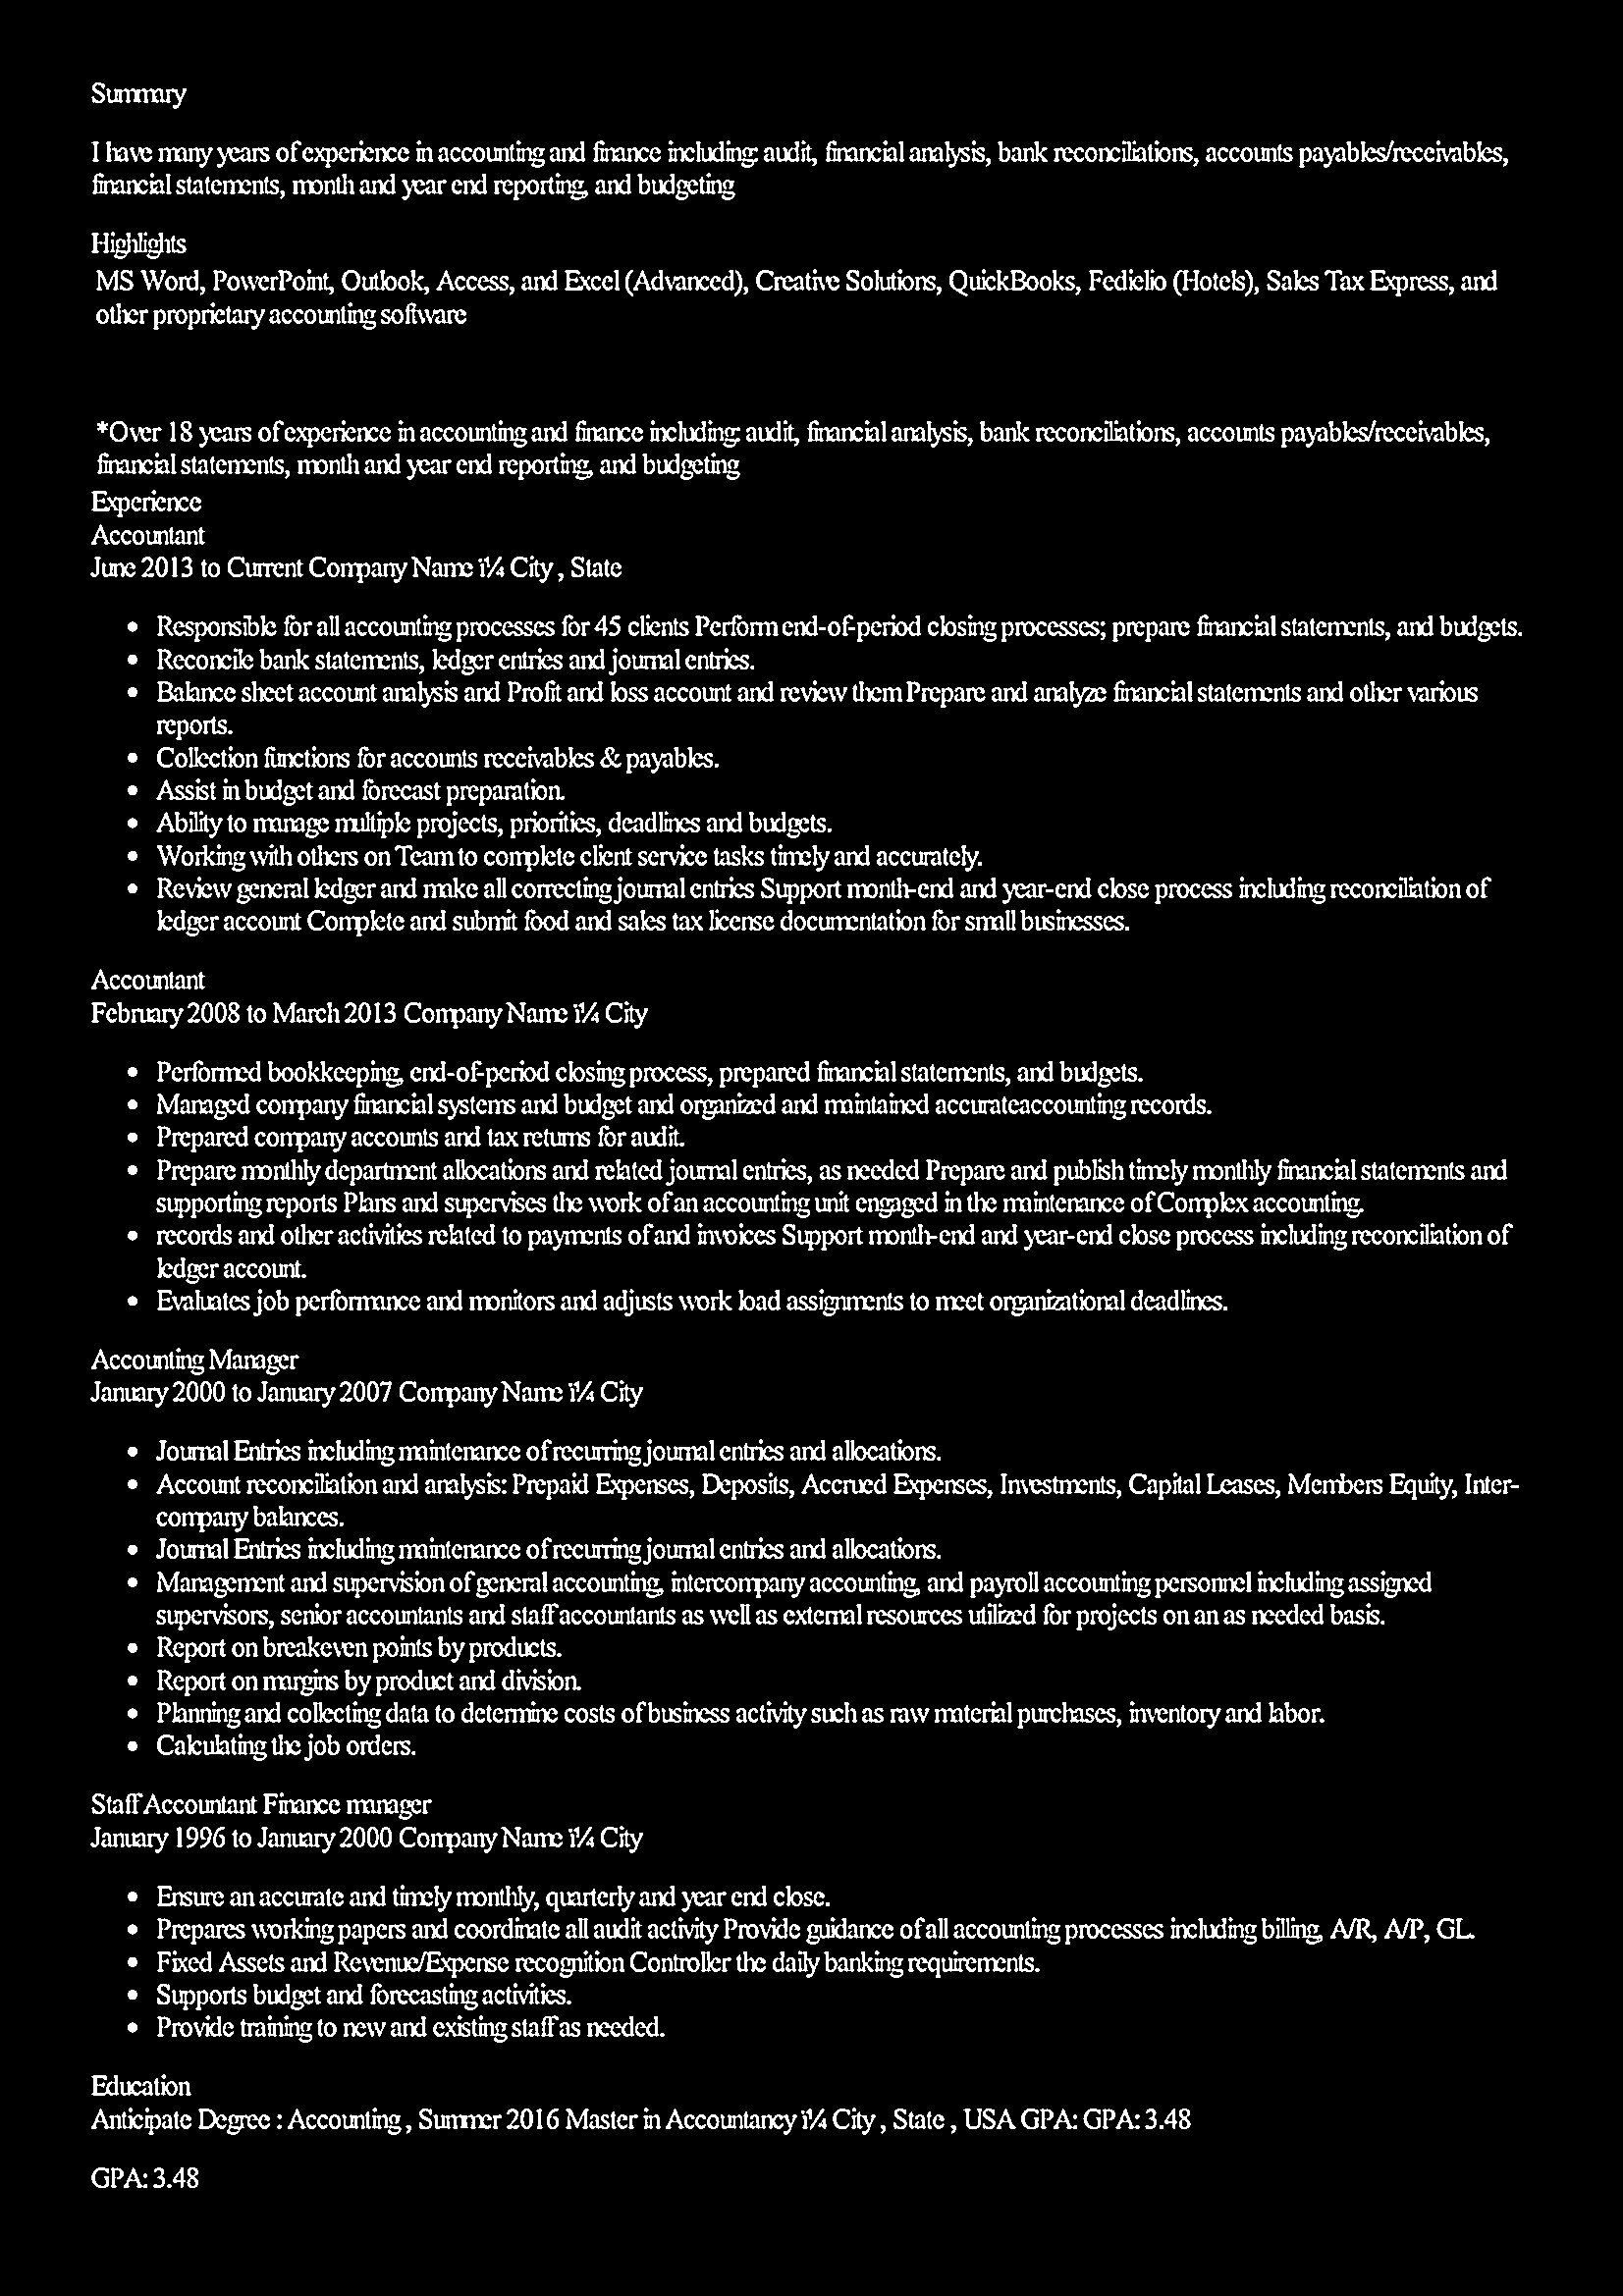 Summary
I have many years of experience in accounting and finance including: audit, financial analysis, bank reconciliations, accounts payables/receivables,
financial statements, month and year end reporting, and budgeting
Highlights
MS Word, PowerPoint, Outlook, Access, and Excel (Advanced), Creative Solutions, QuickBooks, Fedielio (Hotels), Sales Tax Express, and
other proprietary accounting software
*Over 18 years of experience in accounting and finance including: audit, financial analysis, bank reconciliations, accounts payables/receivables,
financial statements, month and year end reporting, and budgeting
Experience
Accountant
June 2013 to Current Company Name ï¼ City , State
• Responsible for all accounting processes for 45 clients Perform end-of-period closing processes; prepare financial statements, and budgets.
• Reconcile bank statements, ledger entries and journal entries.
• Balance sheet account analysis and Profit and loss account and review them Prepare and analyze financial statements and other various
reports.
• Collection functions for accounts receivables & payables.
• Assist in budget and forecast preparation.
• Ability to manage multiple projects, priorities, deadlines and budgets.
• Working with others on Team to complete client service tasks timely and accurately.
• Review general ledger and make all correcting journal entries Support month-end and year-end close process including reconciliation of
ledger account Complete and submit food and sales tax license documentation for small businesses.
Accountant
February 2008 to March 2013 Company Name ï¼ City
• Performed bookkeeping, end-of-period closing process, prepared financial statements, and budgets.
• Managed company financial systems and budget and organized and maintained accurateaccounting records.
• Prepared company accounts and tax returns for audit.
• Prepare monthly department allocations and related journal entries, as needed Prepare and publish timely monthly financial statements and
supporting reports Plans and supervises the work of an accounting unit engaged in the maintenance of Complex accounting.
• records and other activities related to payments of and invoices Support month-end and year-end close process including reconciliation of
ledger account.
• Evaluates job performance and monitors and adjusts work load assignments to meet organizational deadlines.
Accounting Manager
January 2000 to January 2007 Company Name ï¼ City
• Journal Entries including maintenance of recurring journal entries and allocations.
• Account reconciliation and analysis: Prepaid Expenses, Deposits, Accrued Expenses, Investments, Capital Leases, Members Equity, Inter-
company balances.
• Journal Entries including maintenance of recurring journal entries and allocations.
• Management and supervision of general accounting, intercompany accounting, and payroll accounting personnel including assigned
supervisors, senior accountants and staff accountants as well as external resources utilized for projects on an as needed basis.
• Report on breakeven points by products.
• Report on margins by product and division.
• Planning and collecting data to determine costs of business activity such as raw material purchases, inventory and labor.
• Calculating the job orders.
Staff Accountant Finance manager
January 1996 to January 2000 Company Name ï¼ City
• Ensure an accurate and timely monthly, quarterly and year end close.
• Prepares working papers and coordinate all audit activity Provide guidance of all accounting processes including billing, A/R, A/P, GL.
• Fixed Assets and Revenue/Expense recognition Controller the daily banking requirements.
• Supports budget and forecasting activities.
• Provide training to new and existing staff as needed.
Education
Anticipate Degree : Accounting , Summer 2016 Master in Accountancy ï¼ City , State , USA GPA: GPA: 3.48
GPA: 3.48